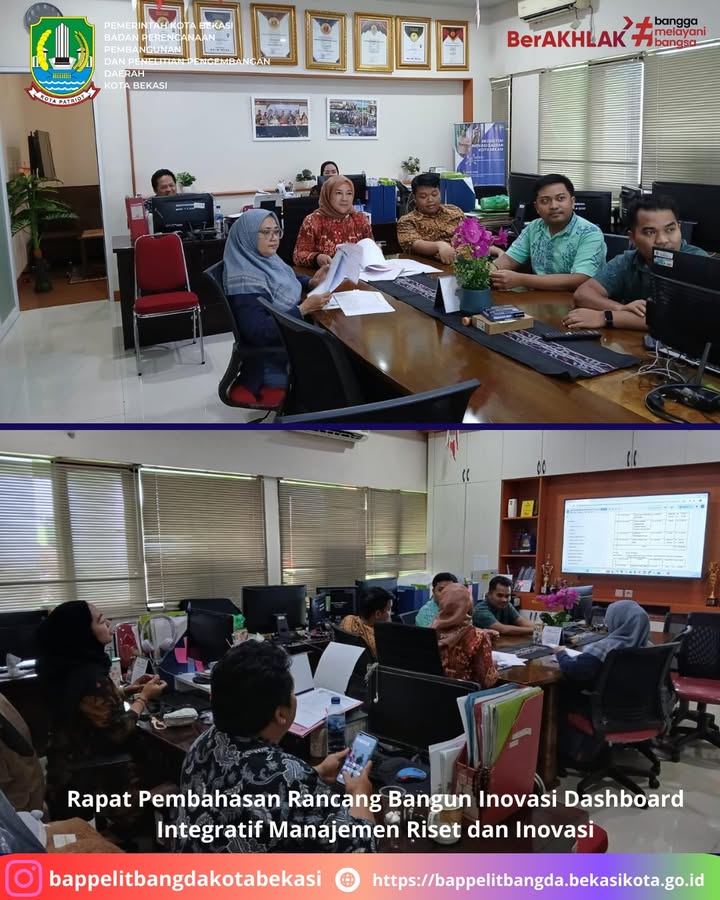 PEMERINTAH KOTA BEKASI
BADAN PERENCANAAN
PEMBANGUNAN
DAN PENELITIAN PENGEMBANGAN
DAERAH
KOTA BEKASI
KOTA PATRIOT
BerAKHLAK
#bangga
melayani
bangsa
Rapat Pembahasan Rancang Bangun Inovasi Dashboard
Integratif Manajemen Riset dan Inovasi
bappelitbangdakotabekasi
https://bappelitbangda.bekasikota.go.id